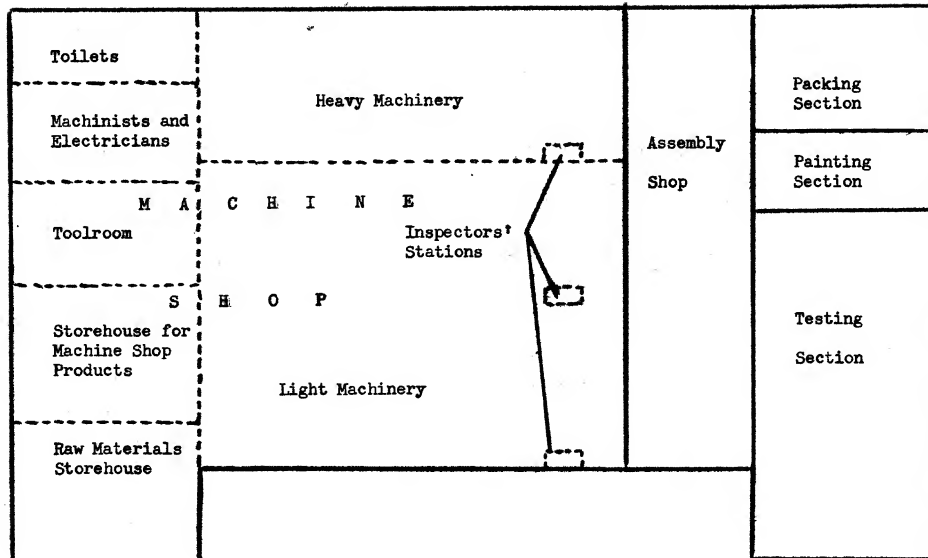 Toilets
Machinists and
Electricians
Toolroom
Storehouse for
Machine Shop
Products
Raw Materials
Storehouse
Heavy Machinery
M A C H I N E
S H O P
Inspectors'
Stations
Light Machinery
Assembly
Shop
Packing
Section
Painting
Section
Testing
Section